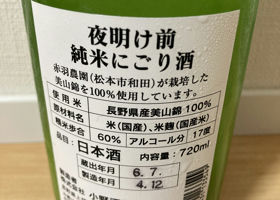 夜明け前
純米にごり酒
赤羽農園(松本市和田)が栽培した
美山錦を100%使用しています。
使用米 長野県産美山錦100%
原材料名 米(国産)、米麹(国産米)
精米歩合 60% アルコール分 17度
品目 日本酒 内容量 720ml
蔵出年月 6.7.
製造年月 4.12
製造者 小野